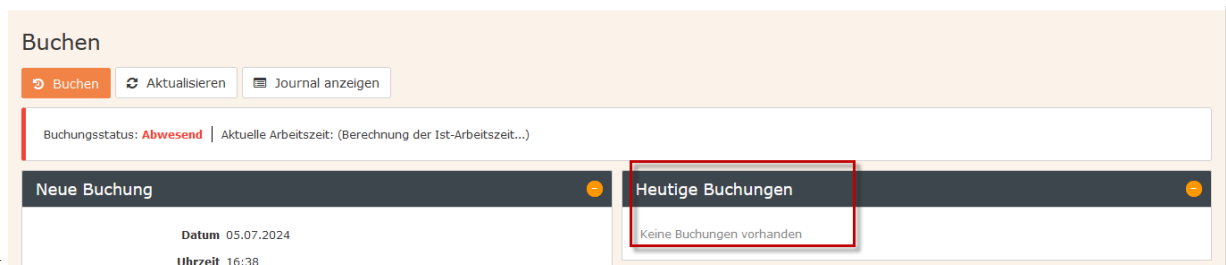 Buchen
Buchen Aktualisieren Journal anzeigen
Buchungsstatus: Abwesend | Aktuelle Arbeitszeit: (Berechnung der Ist-Arbeitszeit...)
Neue Buchung
Heutige Buchungen
Datum 05.07.2024
Keine Buchungen vorhanden
Uhrzeit 16:38